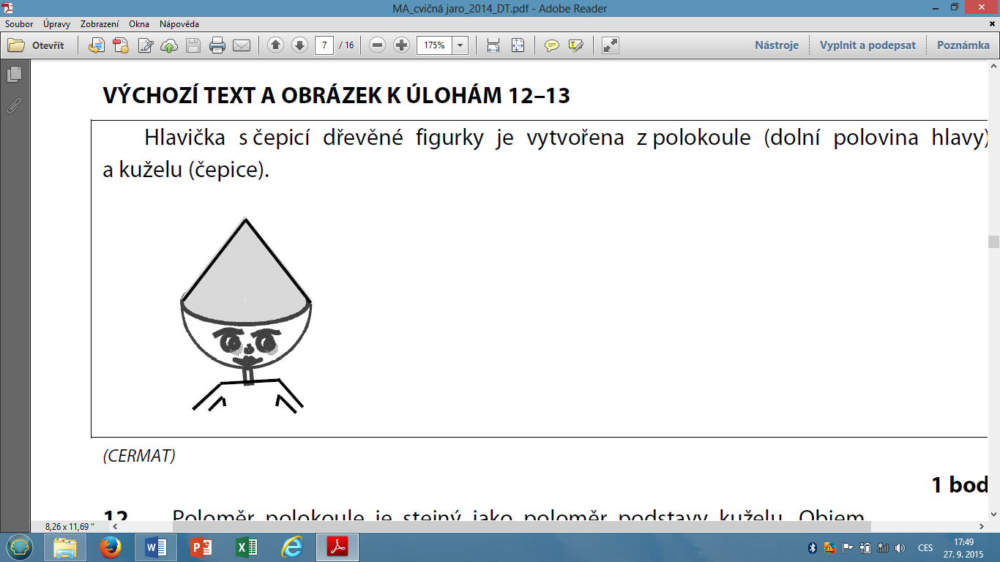 MA_cvičná jaro_2014_DT.pdf - Adobe Reader
Soubor Úpravy Zobrazení Okna Nápověda
Otevřít 7 / 16 175% Nástroje Vyplnit a podepsat Poznámka
VÝCHOZÍ TEXT A OBRÁZEK K ÚLOHÁM 12–13
Hlavička s čepicí dřevěné figurky je vytvořena z polokoule (dolní polovina hlavy)
a kuželu (čepice).
(CERMAT)
1 bod
12 Poloměr polokoule je stejný jako poloměr podstavy kuželu. Objem
8,26 x 11,69 "
CES
17:49
27. 9. 2015